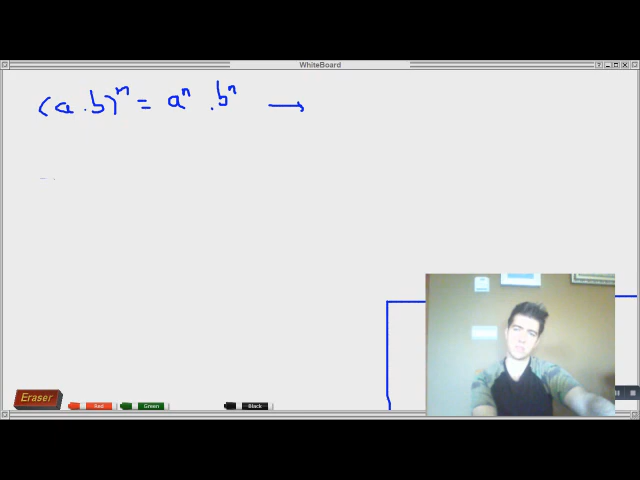 WhiteBoard
(a . b)ⁿ = aⁿ . bⁿ →
Eraser
Red
Green
Black